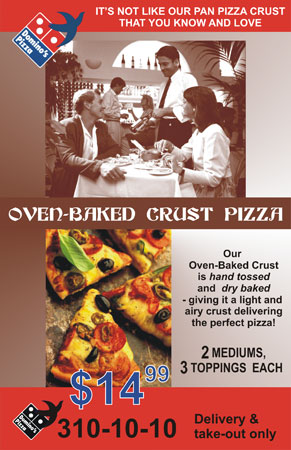 IT'S NOT LIKE OUR PAN PIZZA CRUST
THAT YOU KNOW AND LOVE
Domino's
Pizza
OVEN-BAKED CRUST PIZZA
Our
Oven-Baked Crust
is hand tossed
and dry baked
- giving it a light and
airy crust delivering
the perfect pizza!
2 MEDIUMS,
3 TOPPINGS EACH
$14 99
Domino's
Pizza
310-10-10
Delivery &
take-out only